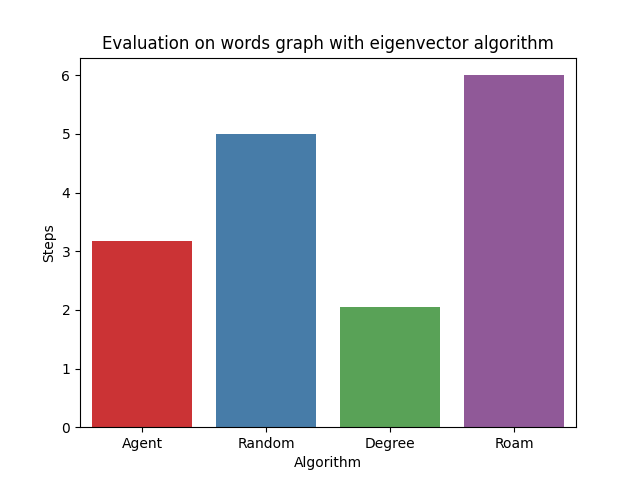 Evaluation on words graph with eigenvector algorithm
6
5
4
3
2
1
0
Steps
Agent
Random
Degree
Roam
Algorithm